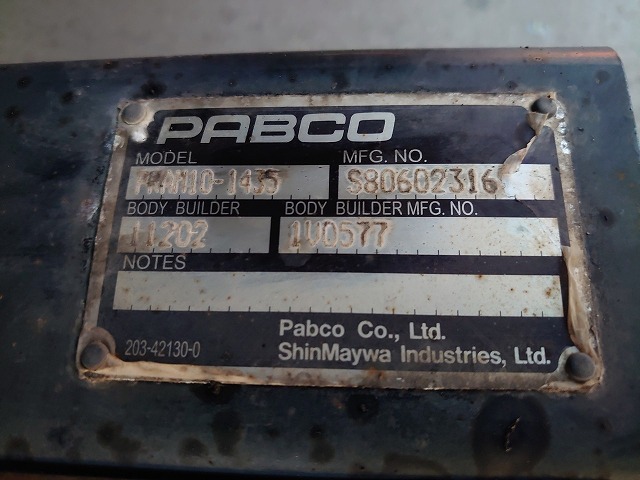 PABCO
MODEL
MFG. NO.
S80602316
BODY BUILDER
BODY BUILDER MFG. NO.
11202
1V0577
NOTES
203-42130-0
Pabco Co., Ltd.
ShinMaywa Industries, Ltd.